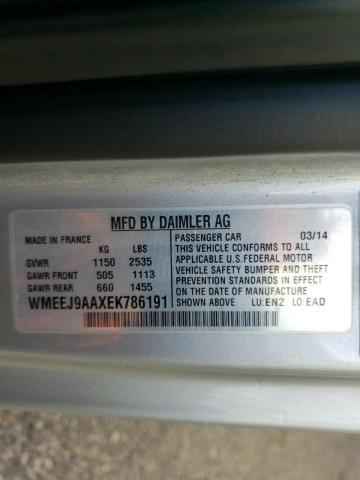 MFD BY DAIMLER AG
MADE IN FRANCE
KG LBS
GVWR 1150 2535
GAWR FRONT 505 1113
GAWR REAR 660 1455
WMEEJ9AAXEK786191
PASSENGER CAR 03/14
THIS VEHICLE CONFORMS TO ALL
APPLICABLE U.S.FEDERAL MOTOR
VEHICLE SAFETY BUMPER AND THEFT
PREVENTION STANDARDS IN EFFECT
ON THE DATE OF MANUFACTURE
SHOWN ABOVE LU:EN2 LO:EAD